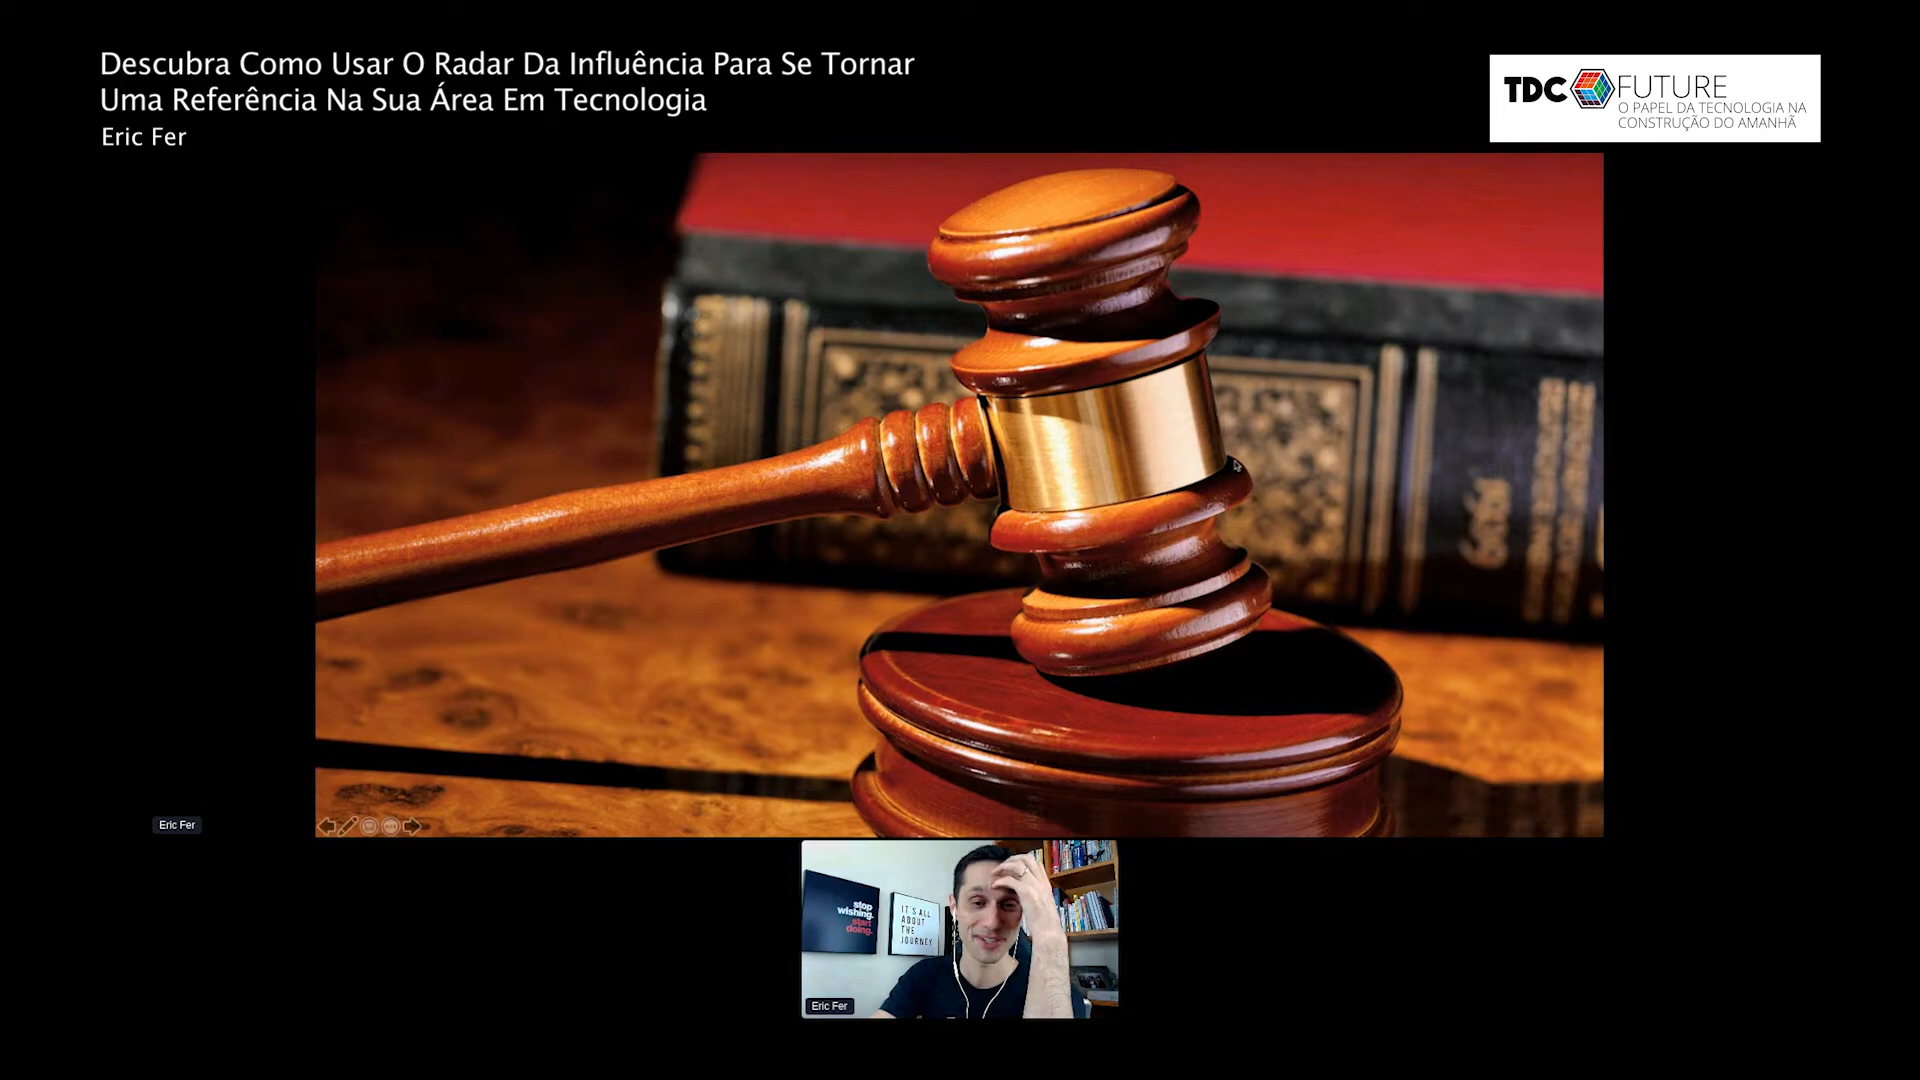 Descubra Como Usar O Radar Da Influência Para Se Tornar
Uma Referência Na Sua Área Em Tecnologia
Eric Fer
TDC FUTURE
O PAPEL DA TECNOLOGIA NA
CONSTRUÇÃO DO AMANHÃ
Eric Fer
stop
wishing.
start
doing.
IT'S ALL
ABOUT
THE
JOURNEY
Eric Fer